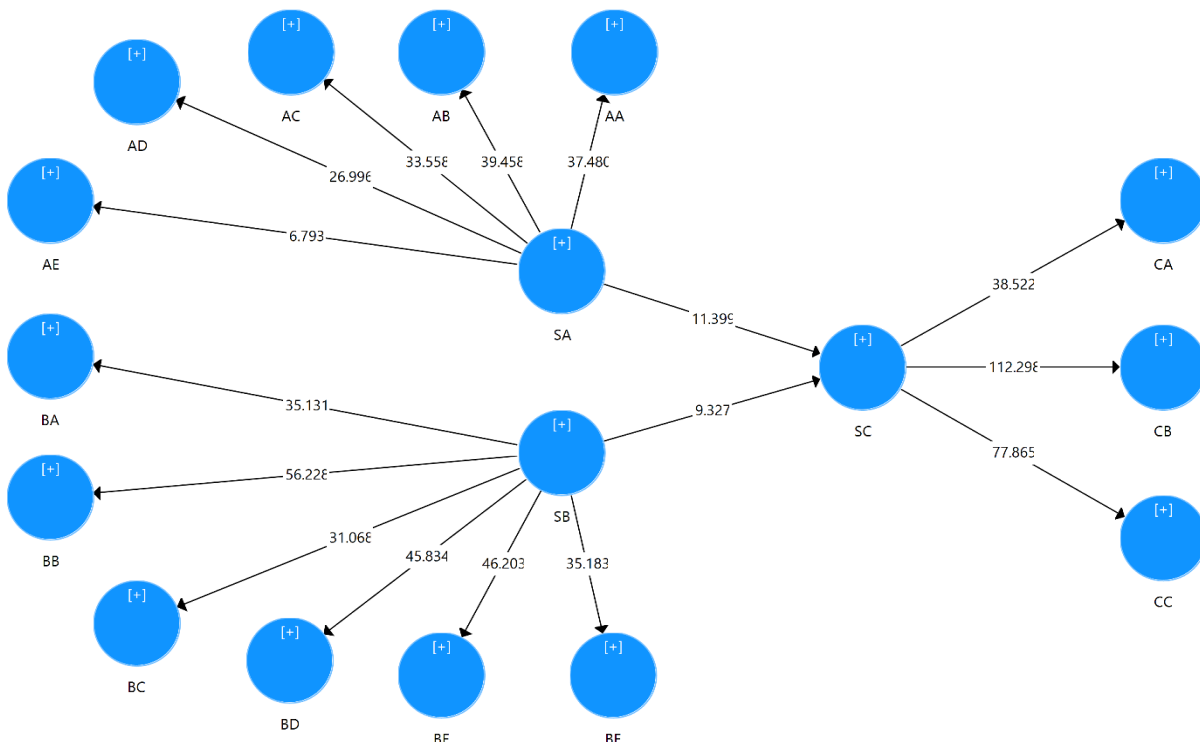 [+]
[+]
[+]
[+]
AC
AB
AA
AD
[+]
33.558
39.458
37.480
26.996
[+]
CA
AE
6.793
[+]
SA
38.522
11.399
[+]
[+]
[+]
SC
112.298
CB
BA
35.131
9.327
[+]
77.865
[+]
56.228
SB
BB
[+]
31.068
45.834
46.203
35.183
CC
[+]
BC
[+]
[+]
[+]
BD